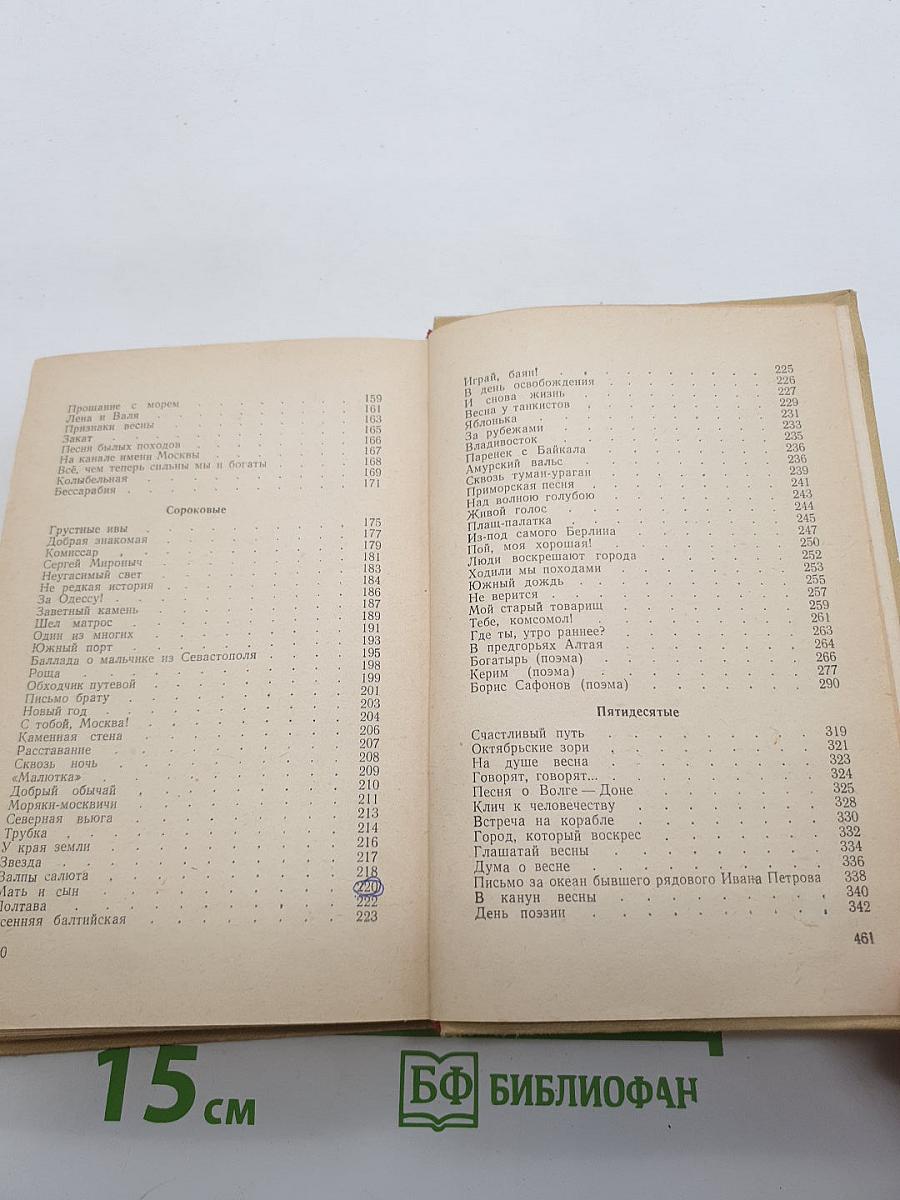 Прощание с морем 159
Лена и Валя 161
Признаки весны 163
Закат 165
Песня былых походов 166
На канале имени Москвы 167
Всё, чем теперь сильны мы и богаты 168
Колыбельная 169
Бессарабия 171
Сороковые
Грустные ивы 175
Добрая знакомая 177
Комиссар 179
Сергей Мироныч 181
Неугасимый свет 183
Не редкая история 184
За Одессу! 186
Заветный камень 187
Шел матрос 189
Один из многих 191
Южный порт 193
Баллада о мальчике из Севастополя 195
Роща 198
Обходчик путевой 199
Письмо брату 201
Новый год 203
С тобой, Москва! 204
Каменная стена 206
Расставание 207
Сквозь ночь 208
«Малютка» 209
Добрый обычай 210
Моряки-москвичи 211
Северная вьюга 213
Трубка 214
У края земли 216
Звезда 217
Залпы салюта 218
Мать и сын 220
Полтава 222
сенняя балтийская 223
0
Играй, баян! 225
В день освобождения 226
И снова жизнь 227
Весна у танкистов 229
Яблонька 231
За рубежами 233
Владивосток 235
Паренек с Байкала 236
Амурский вальс 236
Сквозь туман-ураган 239
Приморская песня 241
Над волною голубою 243
Живой голос 244
Плащ-палатка 245
Из-под самого Берлина 247
Пой, моя хорошая! 250
Люди воскрешают города 252
Ходили мы походами 253
Южный дождь 255
Не верится 257
Мой старый товарищ 259
Тебе, комсомол! 261
Где ты, утро раннее? 263
В предгорьях Алтая 264
Богатырь (поэма) 266
Керим (поэма) 277
Борис Сафонов (поэма) 290
Пятидесятые
Счастливый путь 319
Октябрьские зори 321
На душе весна 323
Говорят, говорят... 324
Песня о Волге — Доне 325
Клич к человечеству 328
Встреча на корабле 330
Город, который воскрес 332
Глашатай весны 334
Дума о весне 336
Письмо за океан бывшего рядового Ивана Петрова 338
В канун весны 340
День поэзии 342
461
15 см
БФ БИБЛИОФАН